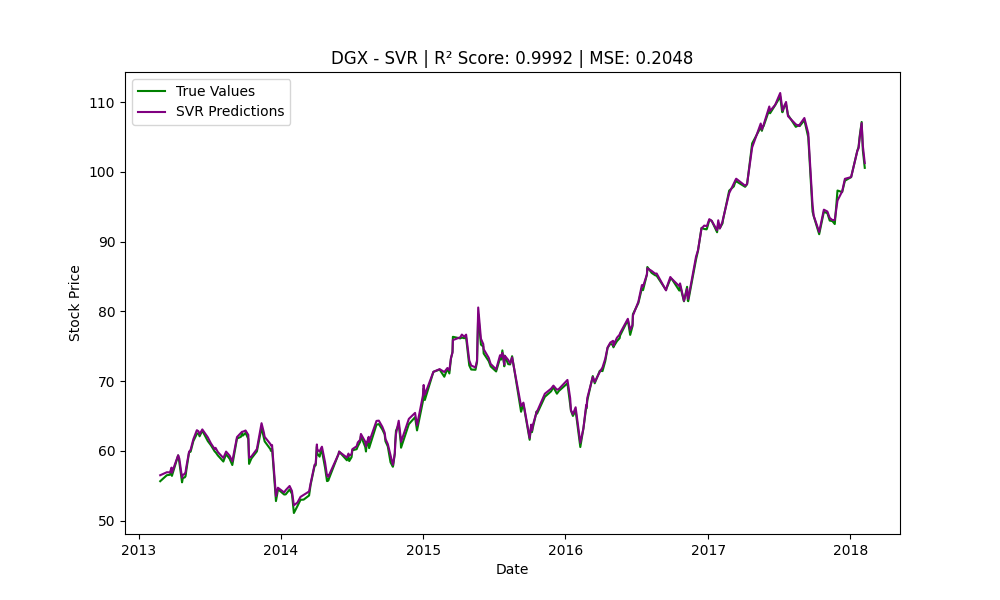 DGX - SVR | R² Score: 0.9992 | MSE: 0.2048
True Values
SVR Predictions
Stock Price
110
100
90
80
70
60
50
2013 2014 2015 2016 2017 2018
Date